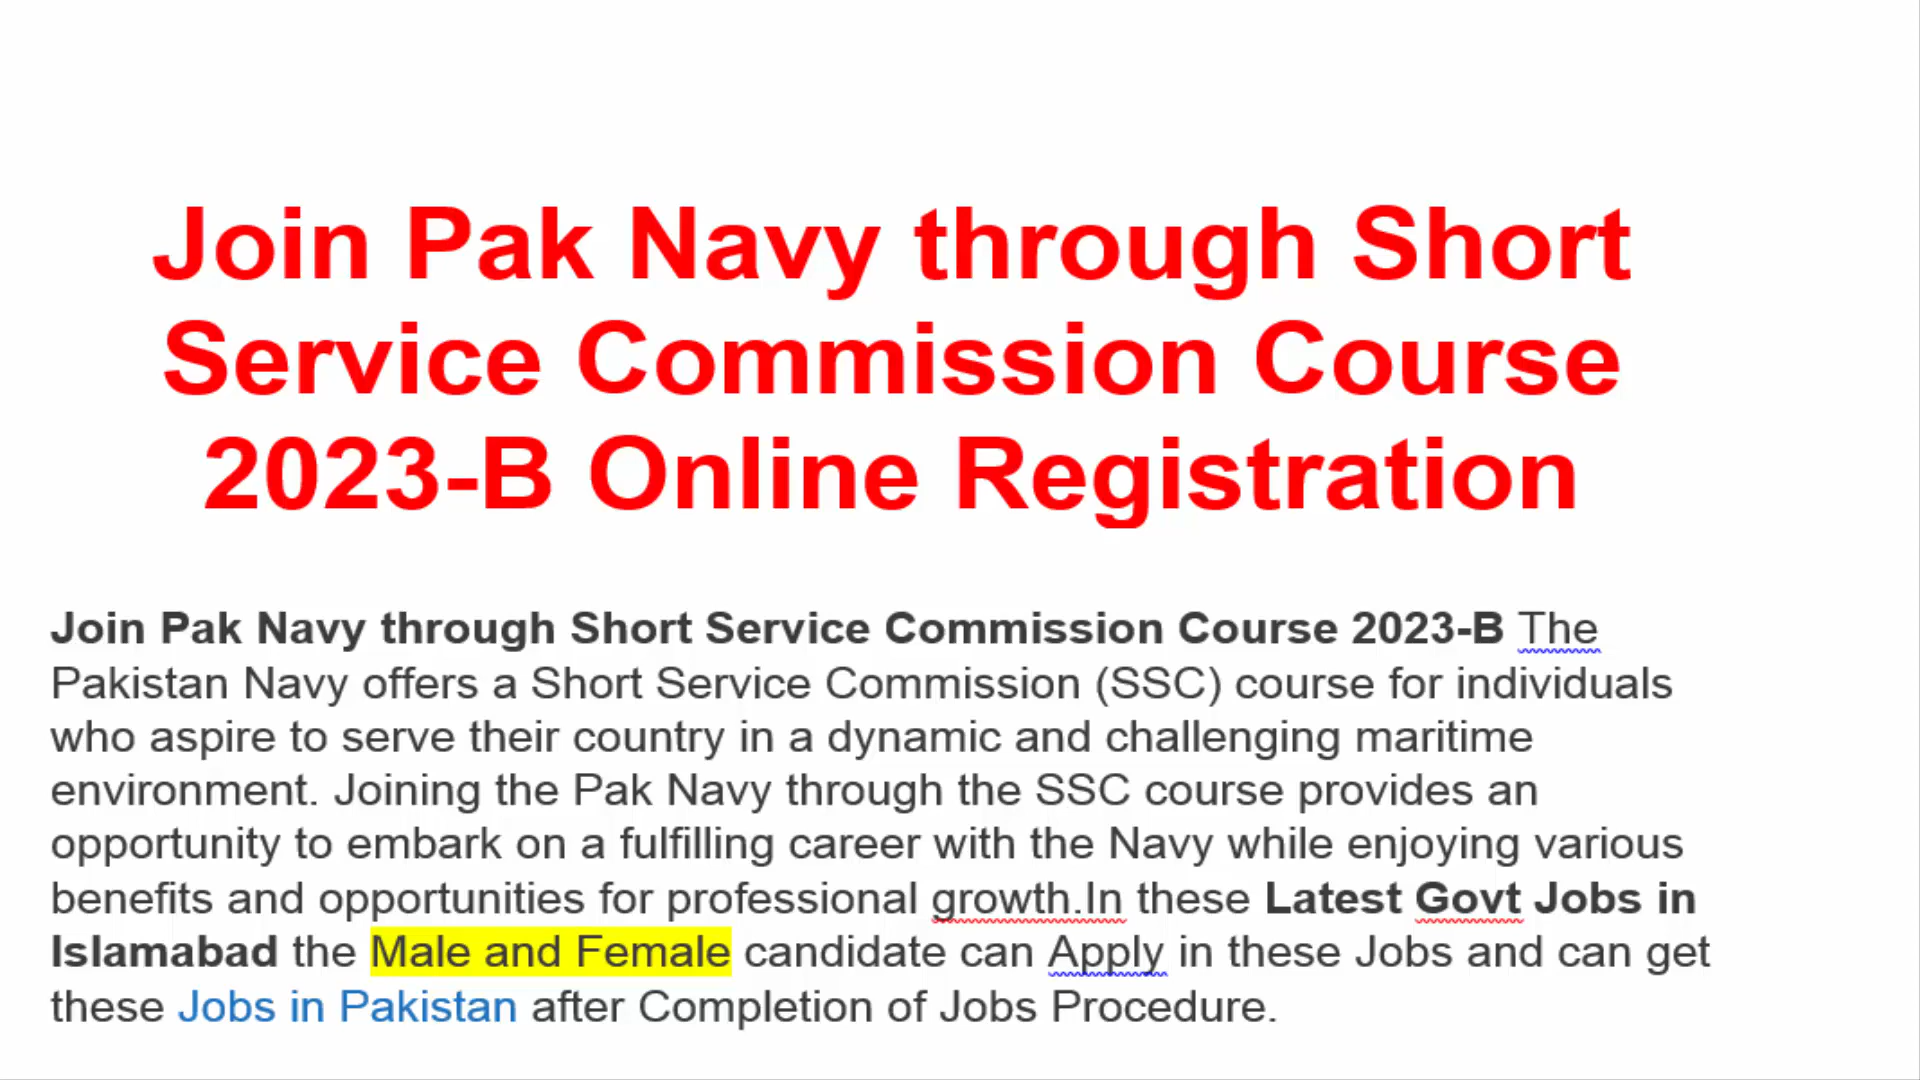 Join Pak Navy through Short
Service Commission Course
2023-B Online Registration
Join Pak Navy through Short Service Commission Course 2023-B The
Pakistan Navy offers a Short Service Commission (SSC) course for individuals
who aspire to serve their country in a dynamic and challenging maritime
environment. Joining the Pak Navy through the SSC course provides an
opportunity to embark on a fulfilling career with the Navy while enjoying various
benefits and opportunities for professional growth.In these Latest Govt Jobs in
Islamabad the Male and Female candidate can Apply in these Jobs and can get
these Jobs in Pakistan after Completion of Jobs Procedure.